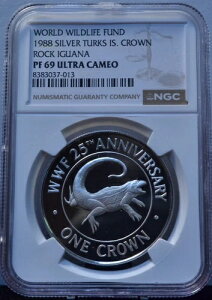 WORLD WILDLIFE FUND
1988 SILVER TURKS IS. CROWN
ROCK IGUANA
PF 69 ULTRA CAMEO
8383037-013
NUMISMATIC GUARANTY COMPANY
NGC
WWF 25TH ANNIVERSARY
ONE CROWN